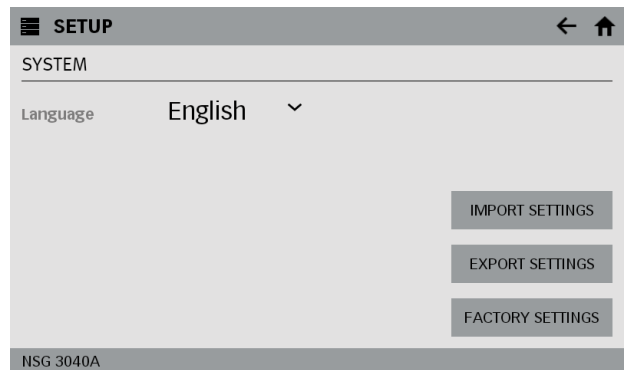 SETUP
SYSTEM
Language English
IMPORT SETTINGS
EXPORT SETTINGS
FACTORY SETTINGS
NSG 3040A